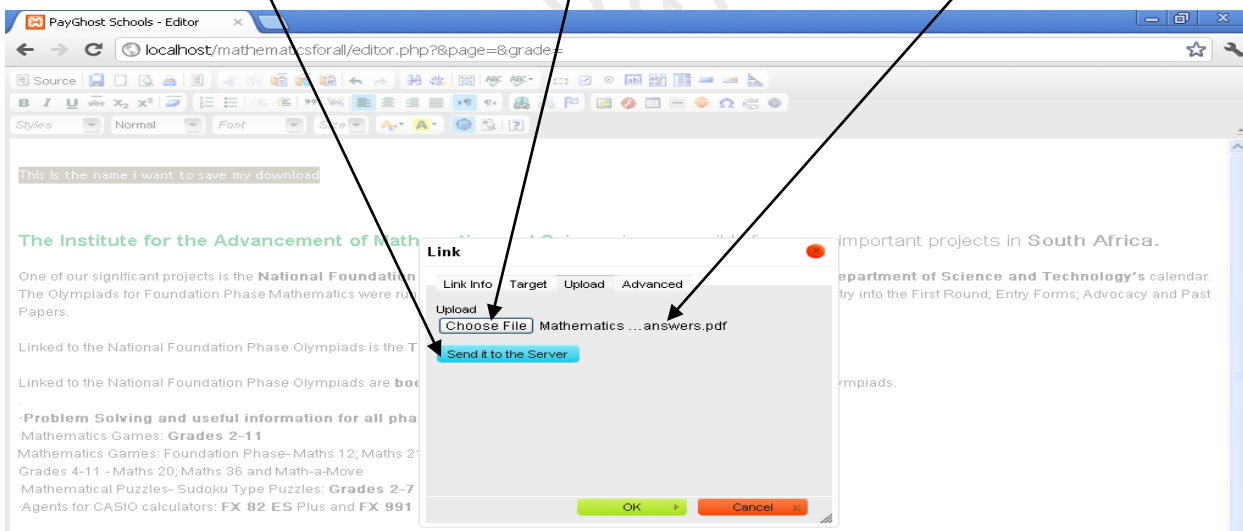 PayGhost Schools - Editor
localhost/mathematicsforall/editor.php?&page=&grade=
Source
B I U abc X₂ X²
Styles Normal Font Size
This is the name i want to save my download
The Institute for the Advancement of Math important projects in South Africa.
One of our significant projects is the National Foundation epartment of Science and Technology's calendar.
The Olympiads for Foundation Phase Mathematics were run try into the First Round; Entry Forms; Advocacy and Past
Papers.
Linked to the National Foundation Phase Olympiads is the T
Linked to the National Foundation Phase Olympiads are boo mpiads.
·Problem Solving and useful information for all pha
·Mathematics Games: Grades 2-11
Mathematics Games: Foundation Phase- Maths 12; Maths 2
Grades 4-11 - Maths 20; Maths 36 and Math-a-Move
·Mathematical Puzzles- Sudoku Type Puzzles: Grades 2-7
·Agents for CASIO calculators: FX 82 ES Plus and FX 991
Link
Link Info Target Upload Advanced
Upload
Choose File Mathematics ...answers.pdf
Send it to the Server
OK Cancel